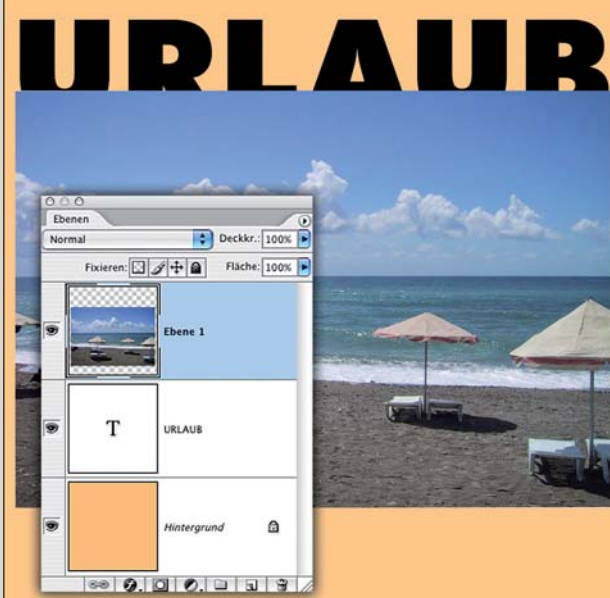 URLAUB
Ebenen
Normal Deckkr.: 100%
Fixieren: Fläche: 100%
Ebene 1
T URLAUB
Hintergrund